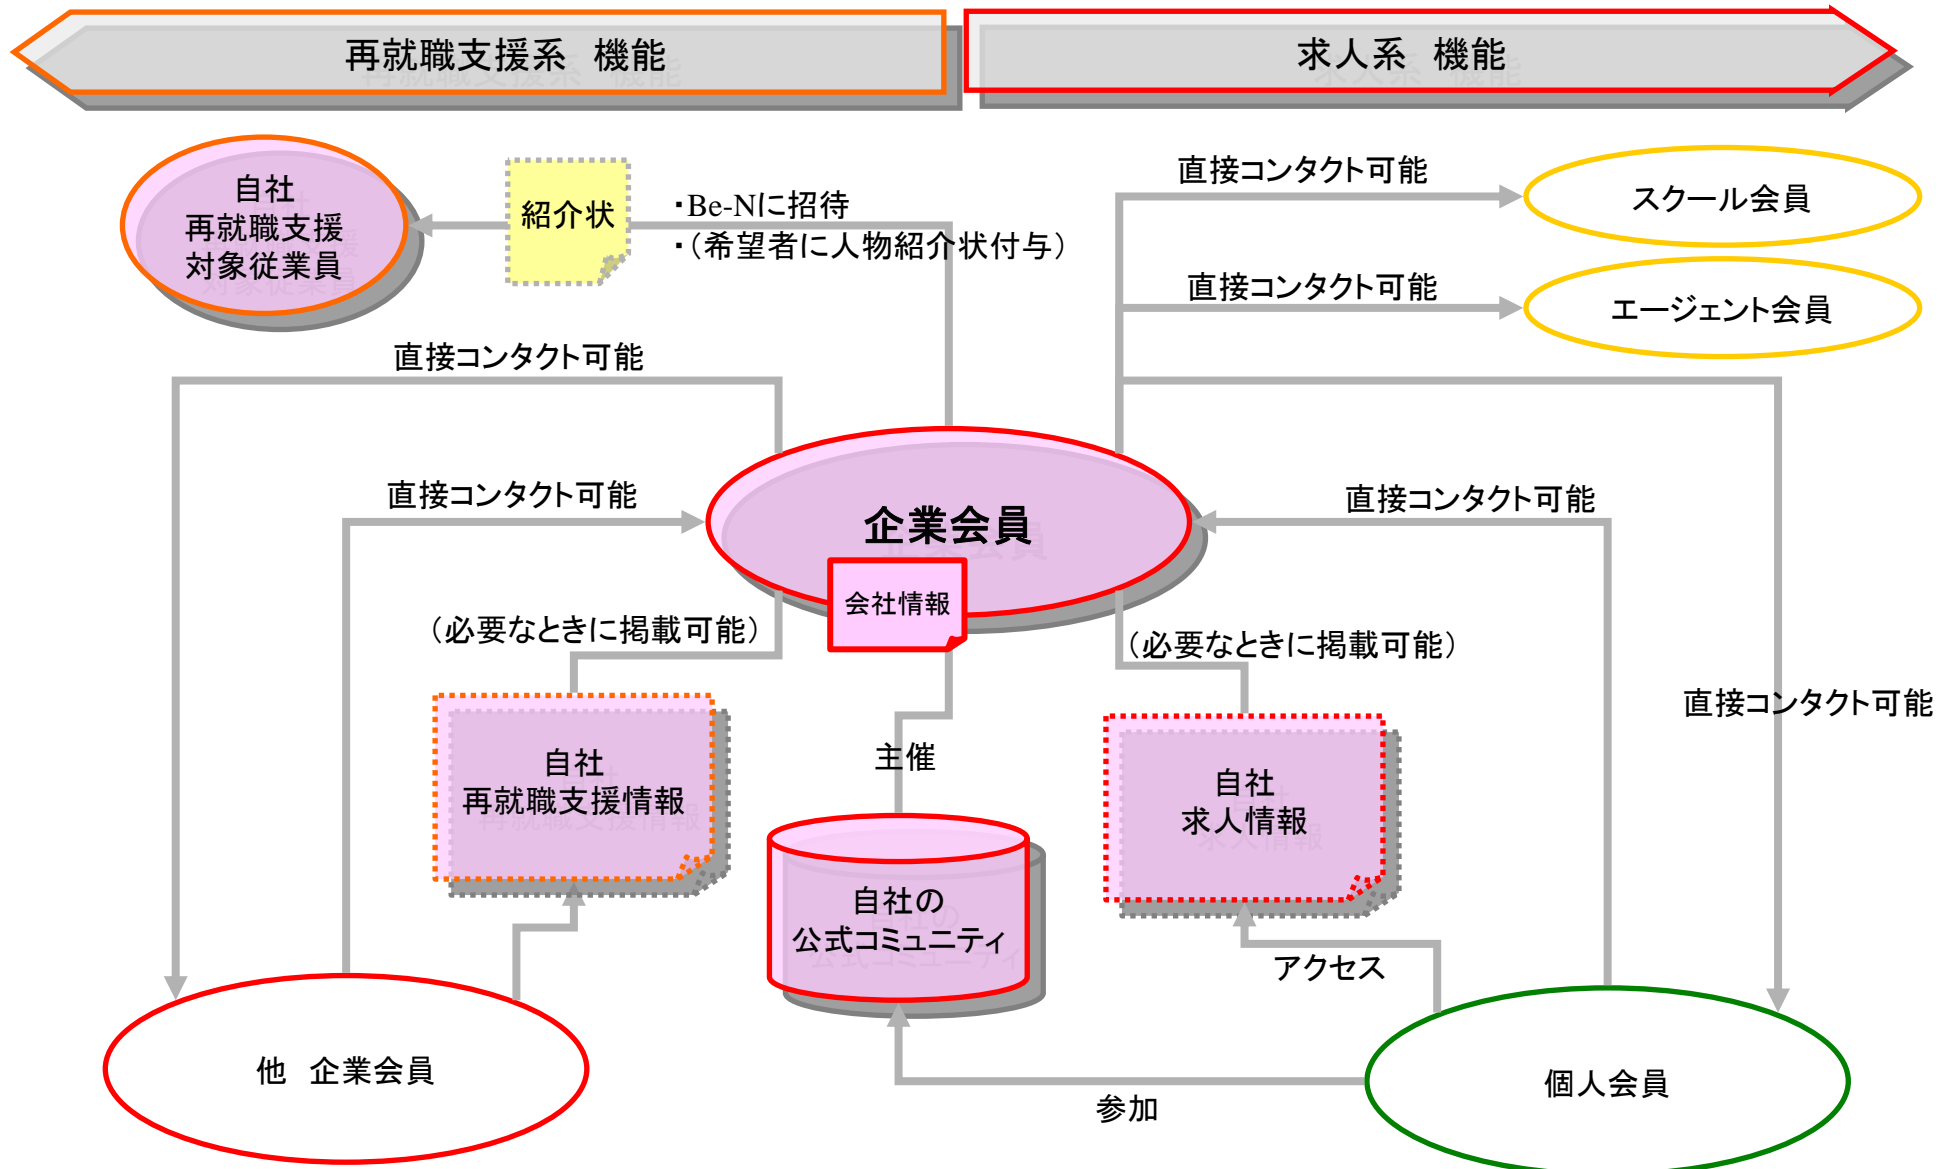 再就職支援系　機能
求人系　機能
自社
再就職支援
対象従業員
紹介状
・Be-Nに招待
・（希望者に人物紹介状付与）
直接コンタクト可能
スクール会員
直接コンタクト可能
エージェント会員
直接コンタクト可能
直接コンタクト可能
企業会員
直接コンタクト可能
会社情報
（必要なときに掲載可能）
（必要なときに掲載可能）
直接コンタクト可能
自社
再就職支援情報
主催
自社
求人情報
自社の
公式コミュニティ
アクセス
他　企業会員
個人会員
参加